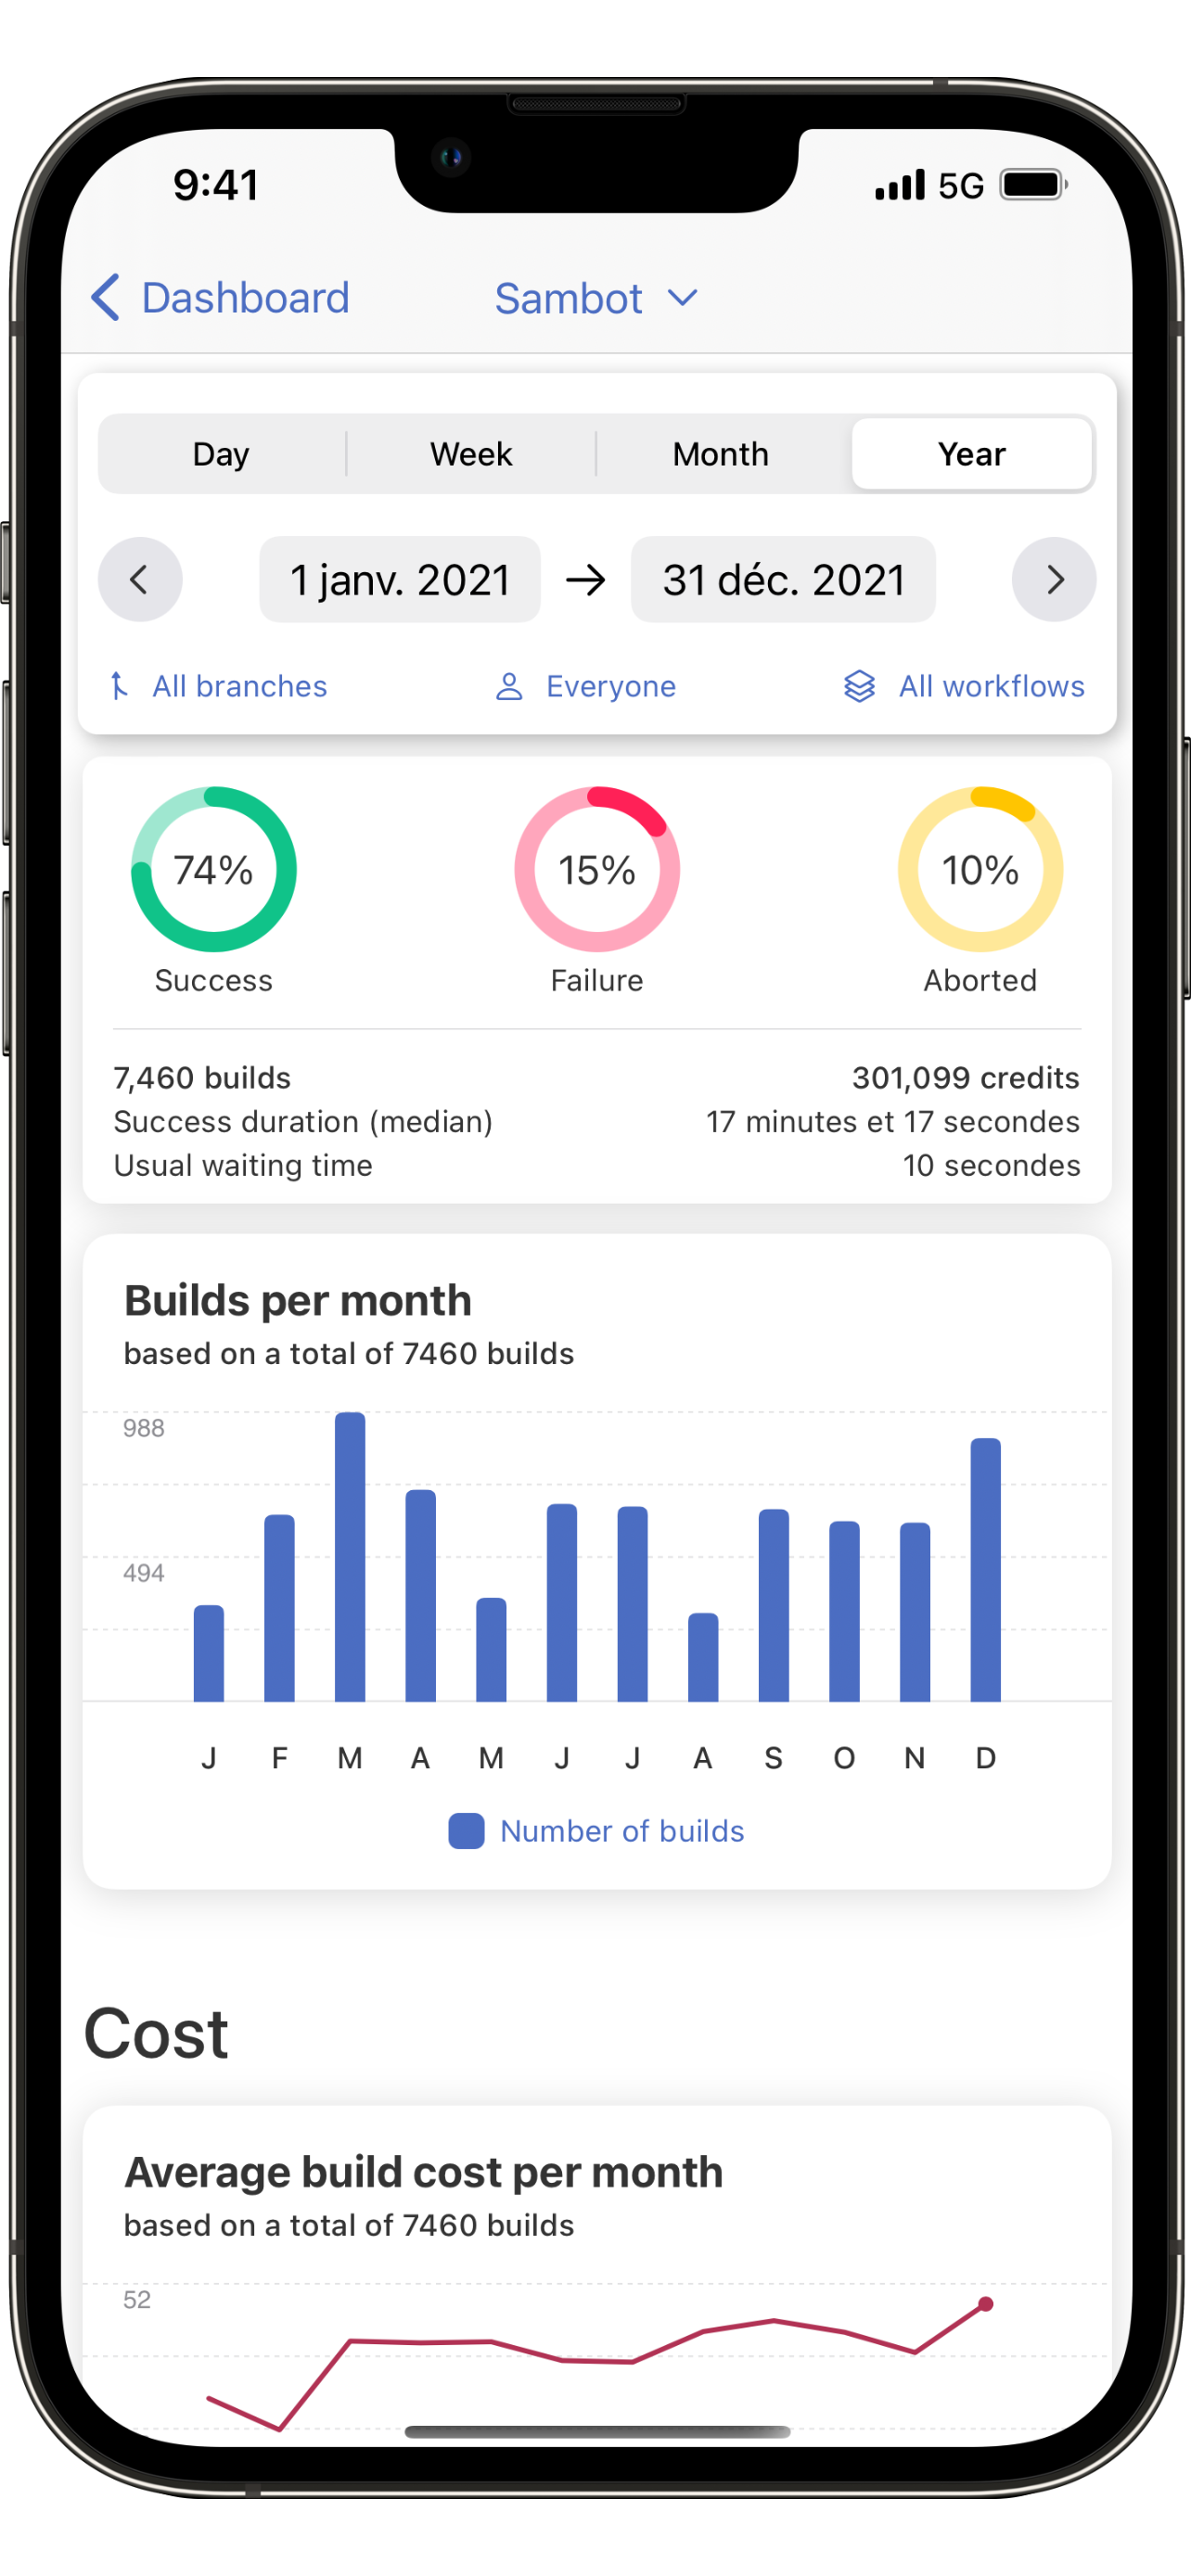 9:41 5G
Dashboard Sambot
Day Week Month Year
1 janv. 2021 → 31 déc. 2021
All branches Everyone All workflows
74% 15% 10%
Success Failure Aborted
7,460 builds 301,099 credits
Success duration (median) 17 minutes et 17 secondes
Usual waiting time 10 secondes
Builds per month
based on a total of 7460 builds
988
494
J F M A M J J A S O N D
Number of builds
Cost
Average build cost per month
based on a total of 7460 builds
52